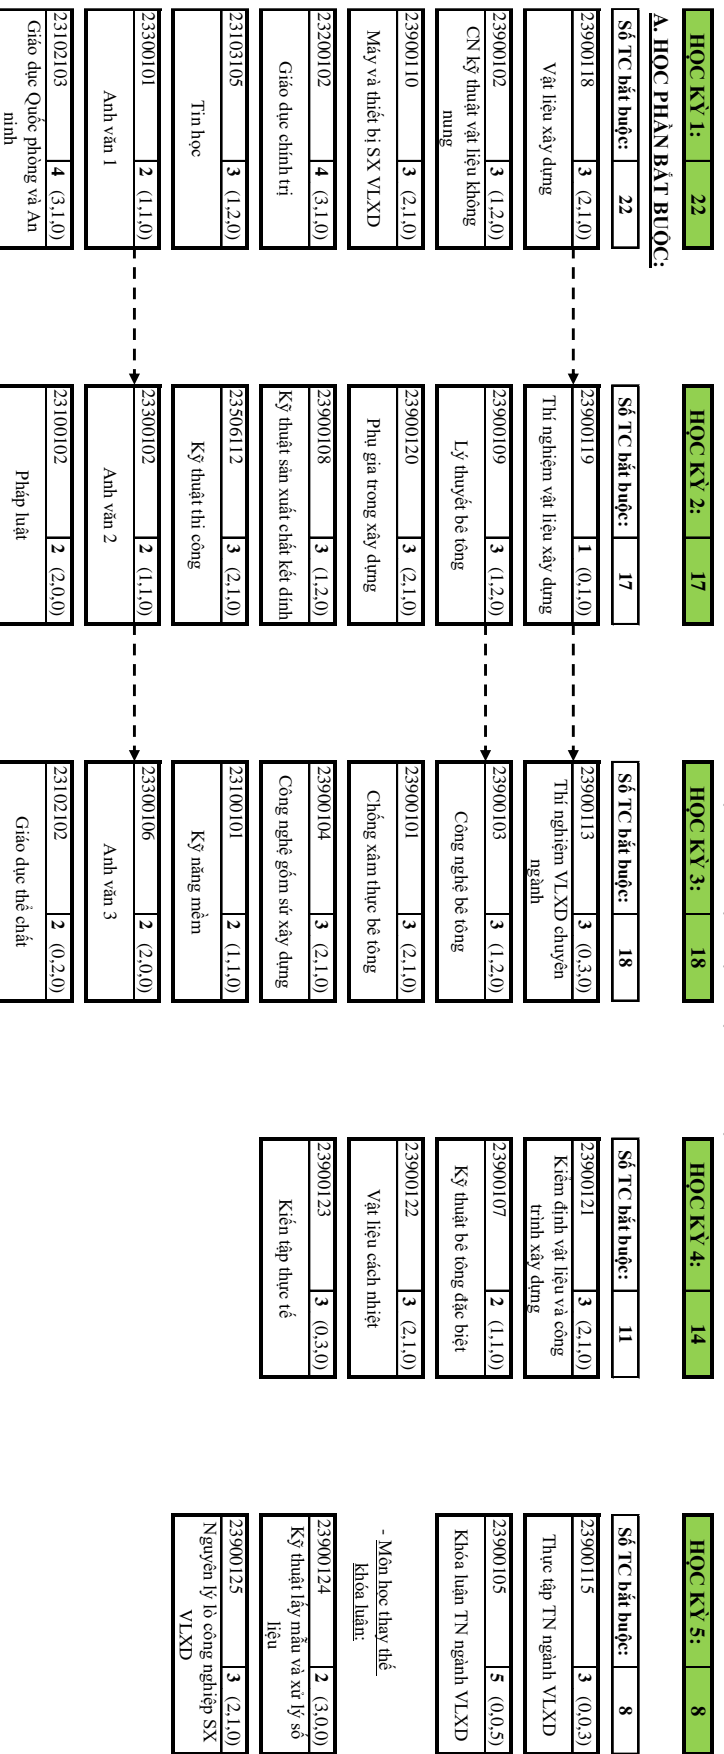 HỌC KỲ 1: 22
A. HỌC PHẦN BẮT BUỘC:
Số TC bắt buộc: 22
23900118 3 (2,1,0)
Vật liệu xây dựng
23900102 3 (1,2,0)
CN kỹ thuật vật liệu không
nung
23900110 3 (2,1,0)
Máy và thiết bị SX VLXD
23200102 4 (3,1,0)
Giáo dục chính trị
23103105 3 (1,2,0)
Tin học
23300101 2 (1,1,0)
Anh văn 1
23102103 4 (3,1,0)
Giáo dục Quốc phòng và An
ninh
HỌC KỲ 2: 17
Số TC bắt buộc: 17
23900119 1 (0,1,0)
Thí nghiệm vật liệu xây dựng
23900109 3 (1,2,0)
Lý thuyết bê tông
23900120 3 (2,1,0)
Phụ gia trong xây dựng
23900108 3 (1,2,0)
Kỹ thuật sản xuất chất kết dính
23506112 3 (2,1,0)
Kỹ thuật thi công
23300102 2 (1,1,0)
Anh văn 2
23100102 2 (2,0,0)
Pháp luật
HỌC KỲ 3: 18
Số TC bắt buộc: 18
23900113 3 (0,3,0)
Thí nghiệm VLXD chuyên
ngành
23900103 3 (1,2,0)
Công nghệ bê tông
23900101 3 (2,1,0)
Chống xâm thực bê tông
23900104 3 (2,1,0)
Công nghệ gốm sứ xây dựng
23100101 2 (1,1,0)
Kỹ năng mềm
23300106 2 (2,0,0)
Anh văn 3
23102102 2 (0,2,0)
Giáo dục thể chất
HỌC KỲ 4: 14
Số TC bắt buộc: 11
23900121 3 (2,1,0)
Kiểm định vật liệu và công
trình xây dựng
23900107 2 (1,1,0)
Kỹ thuật bê tông đặc biệt
23900122 3 (2,1,0)
Vật liệu cách nhiệt
23900123 3 (0,3,0)
Kiến tập thực tế
HỌC KỲ 5: 8
Số TC bắt buộc: 8
23900115 3 (0,0,3)
Thực tập TN ngành VLXD
23900105 5 (0,0,5)
Khóa luận TN ngành VLXD
- Môn học thay thế
khóa luận:
23900124 2 (3,0,0)
Kỹ thuật lấy mẫu và xử lý số
liệu
23900125 3 (2,1,0)
Nguyên lý lò công nghiệp SX
VLXD